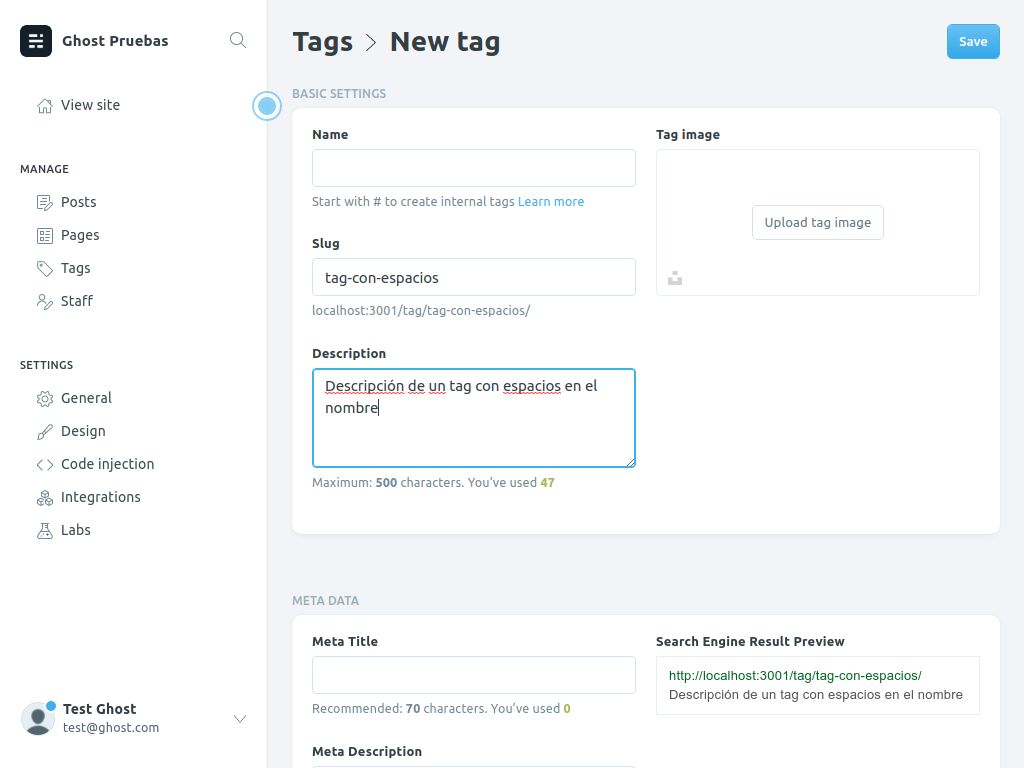 Ghost Pruebas
View site
MANAGE
Posts
Pages
Tags
Staff
SETTINGS
General
Design
Code injection
Integrations
Labs
Test Ghost
test@ghost.com
Tags > New tag
Save
BASIC SETTINGS
Name
Start with # to create internal tags Learn more
Slug
tag-con-espacios
localhost:3001/tag/tag-con-espacios/
Description
Descripción de un tag con espacios en el
nombre
Maximum: 500 characters. You’ve used 47
Tag image
Upload tag image
META DATA
Meta Title
Recommended: 70 characters. You’ve used 0
Meta Description
Search Engine Result Preview
http://localhost:3001/tag/tag-con-espacios/
Descripción de un tag con espacios en el nombre